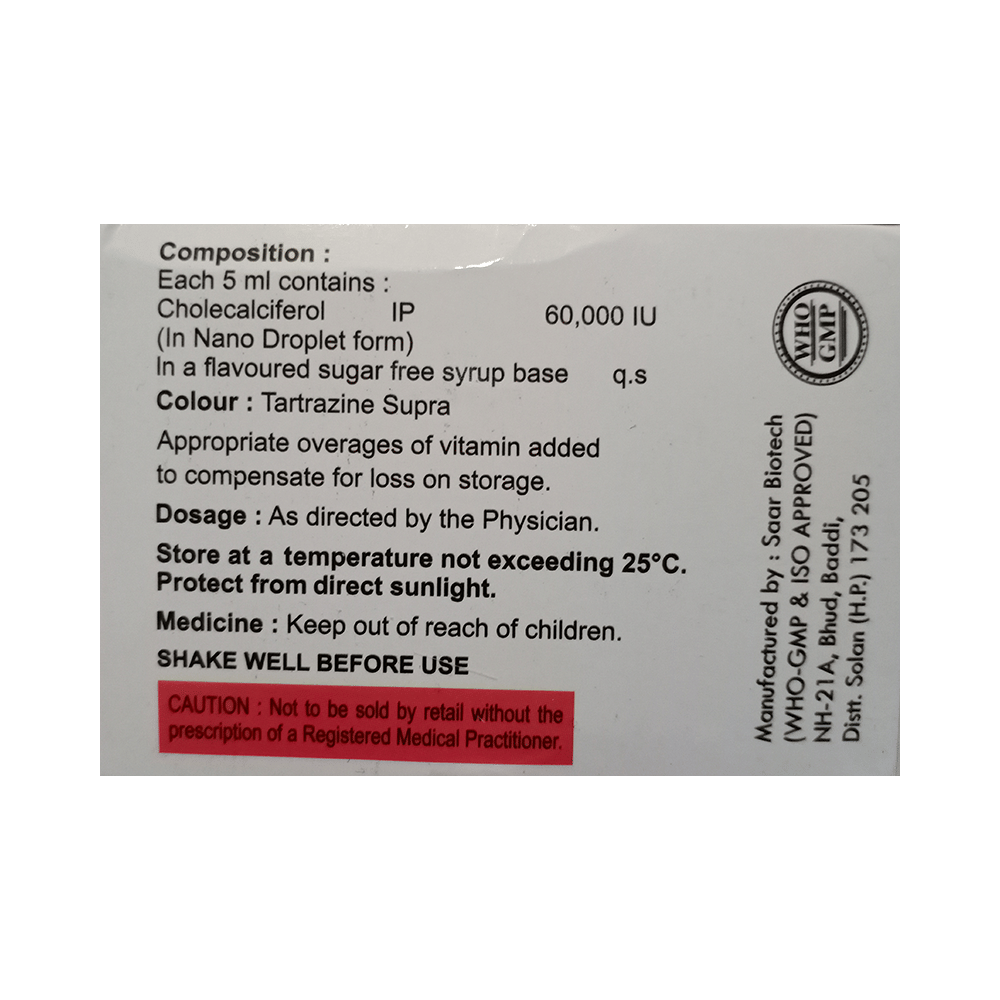 Composition :
Each 5 ml contains :
Cholecalciferol IP 60,000 IU
(In Nano Droplet form)
In a flavoured sugar free syrup base q.s
Colour : Tartrazine Supra
Appropriate overages of vitamin added
to compensate for loss on storage.
Dosage : As directed by the Physician.
Store at a temperature not exceeding 25°C.
Protect from direct sunlight.
Medicine : Keep out of reach of children.
SHAKE WELL BEFORE USE
CAUTION : Not to be sold by retail without the
prescription of a Registered Medical Practitioner.
WHO
GMP
Manufactured by : Saar Biotech
(WHO-GMP & ISO APPROVED)
NH-21A, Bhud, Baddi,
Distt. Solan (H.P.) 173 205